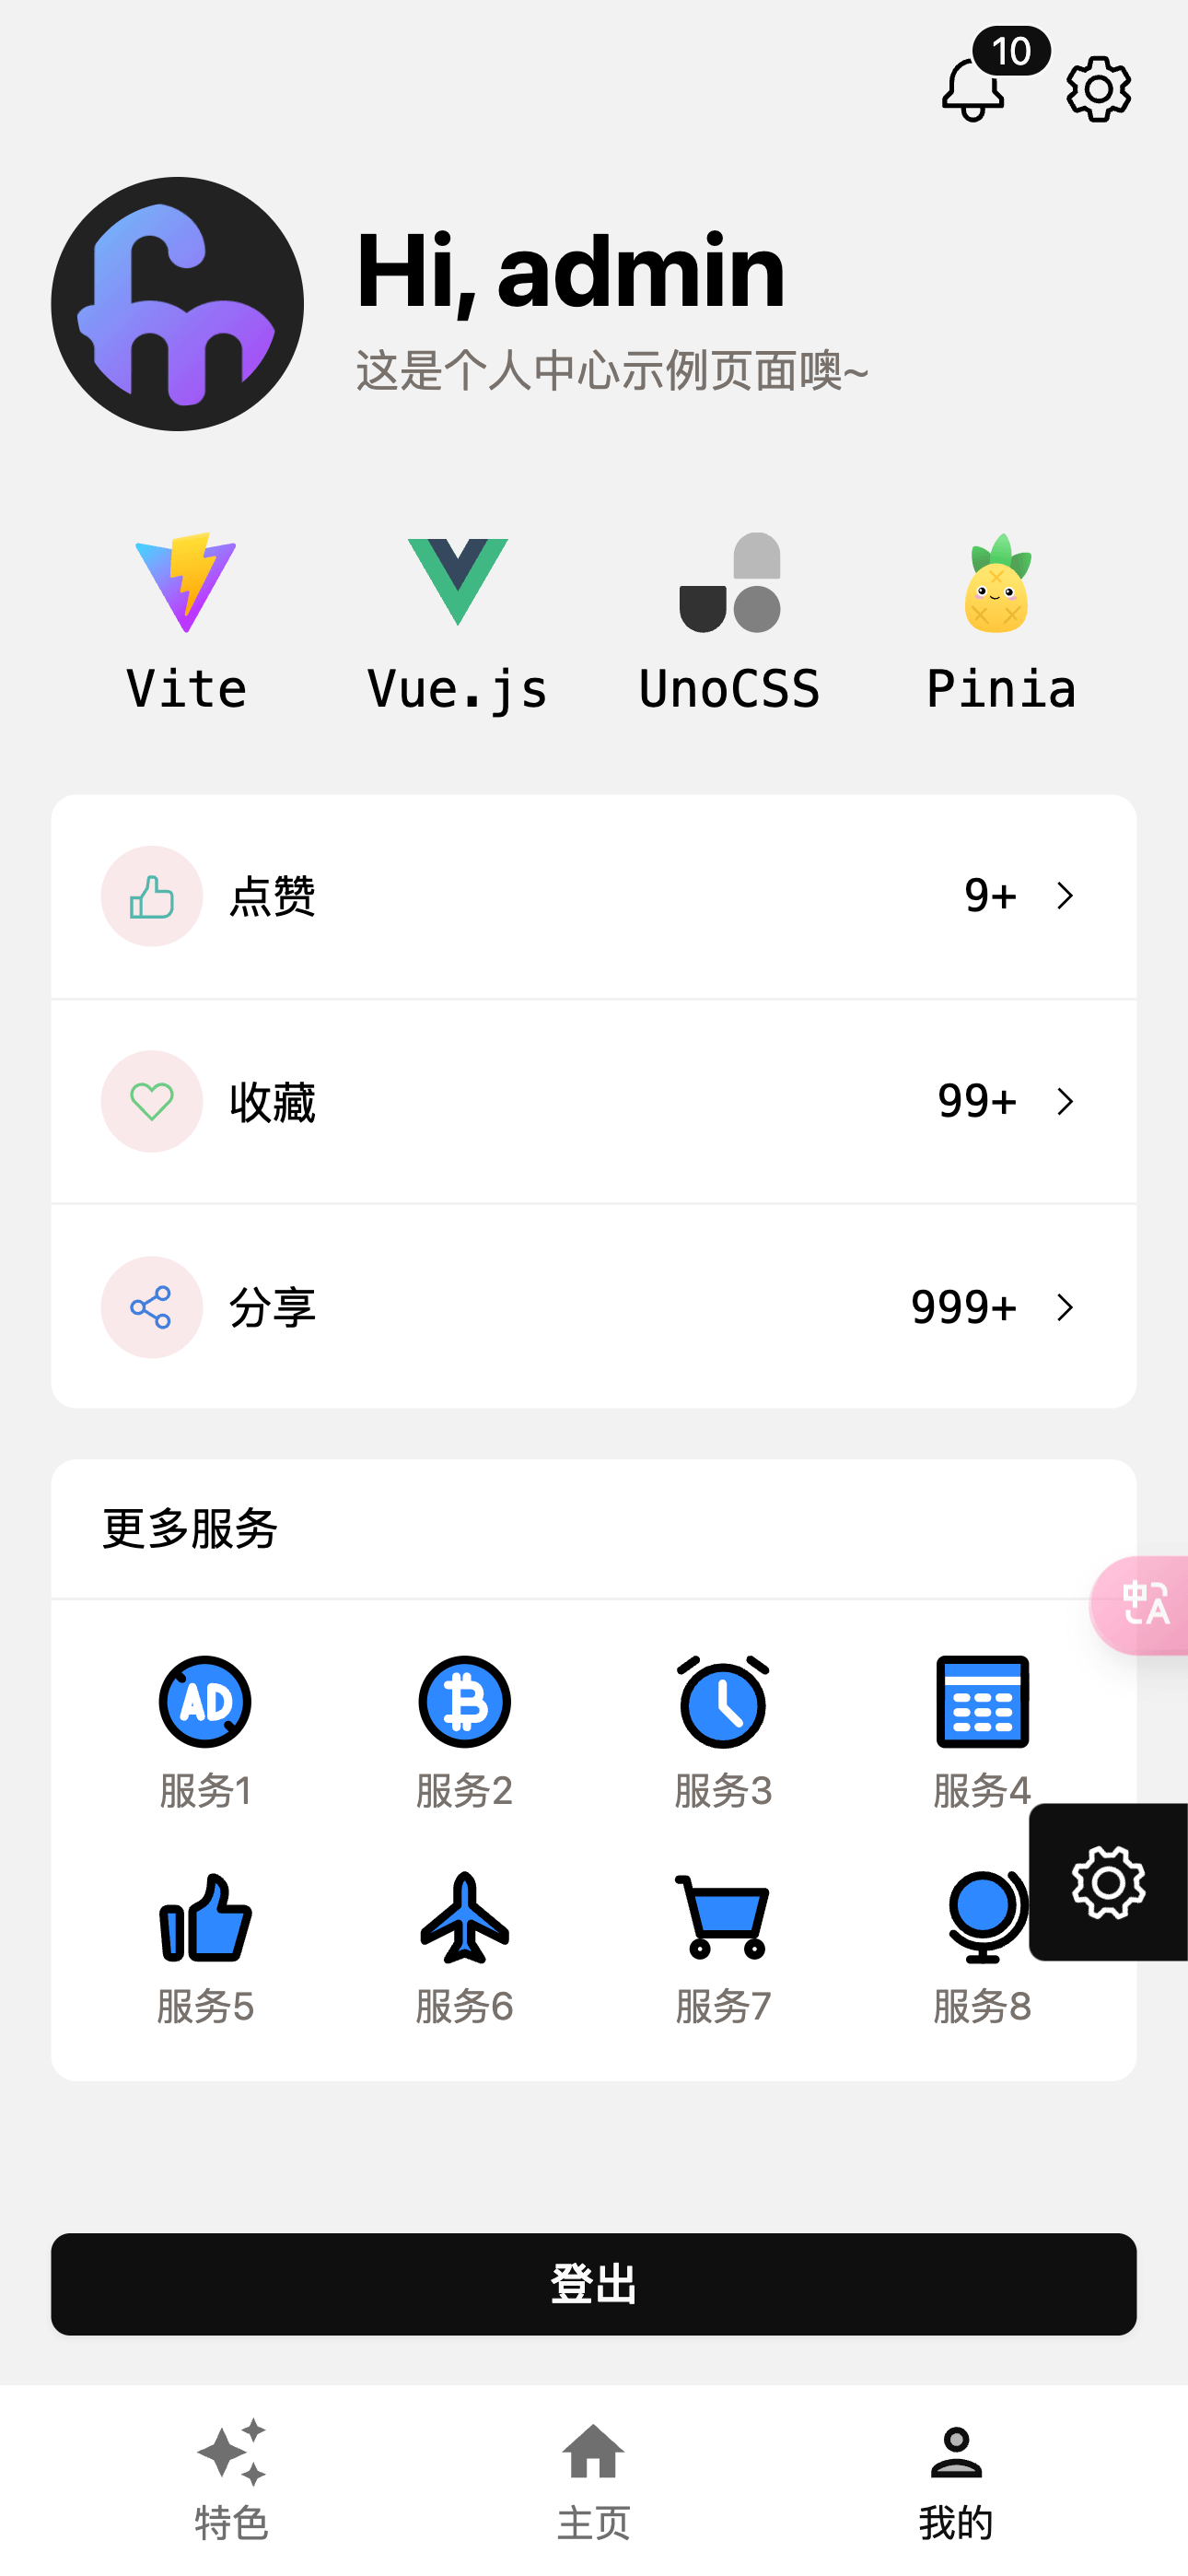 10
Hi, admin
这是个人中心示例页面噢~
Vite Vue.js UnoCSS Pinia
点赞 9+
收藏 99+
分享 999+
更多服务
中A
AD
服务1 服务2 服务3 服务4
服务5 服务6 服务7 服务8
登出
特色 主页 我的